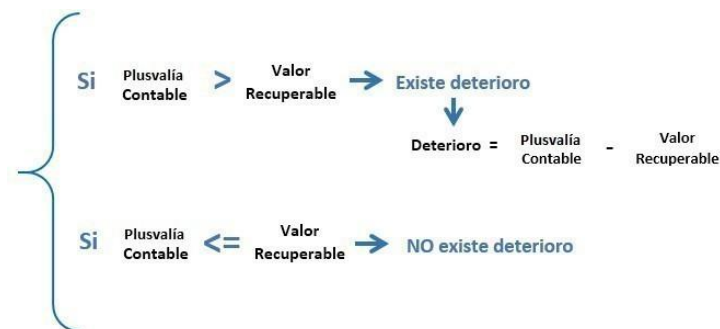 Si Plusvalía Contable > Valor Recuperable → Existe deterioro
↓
Deterioro = Plusvalía Contable - Valor Recuperable
Si Plusvalía Contable <= Valor Recuperable → NO existe deterioro